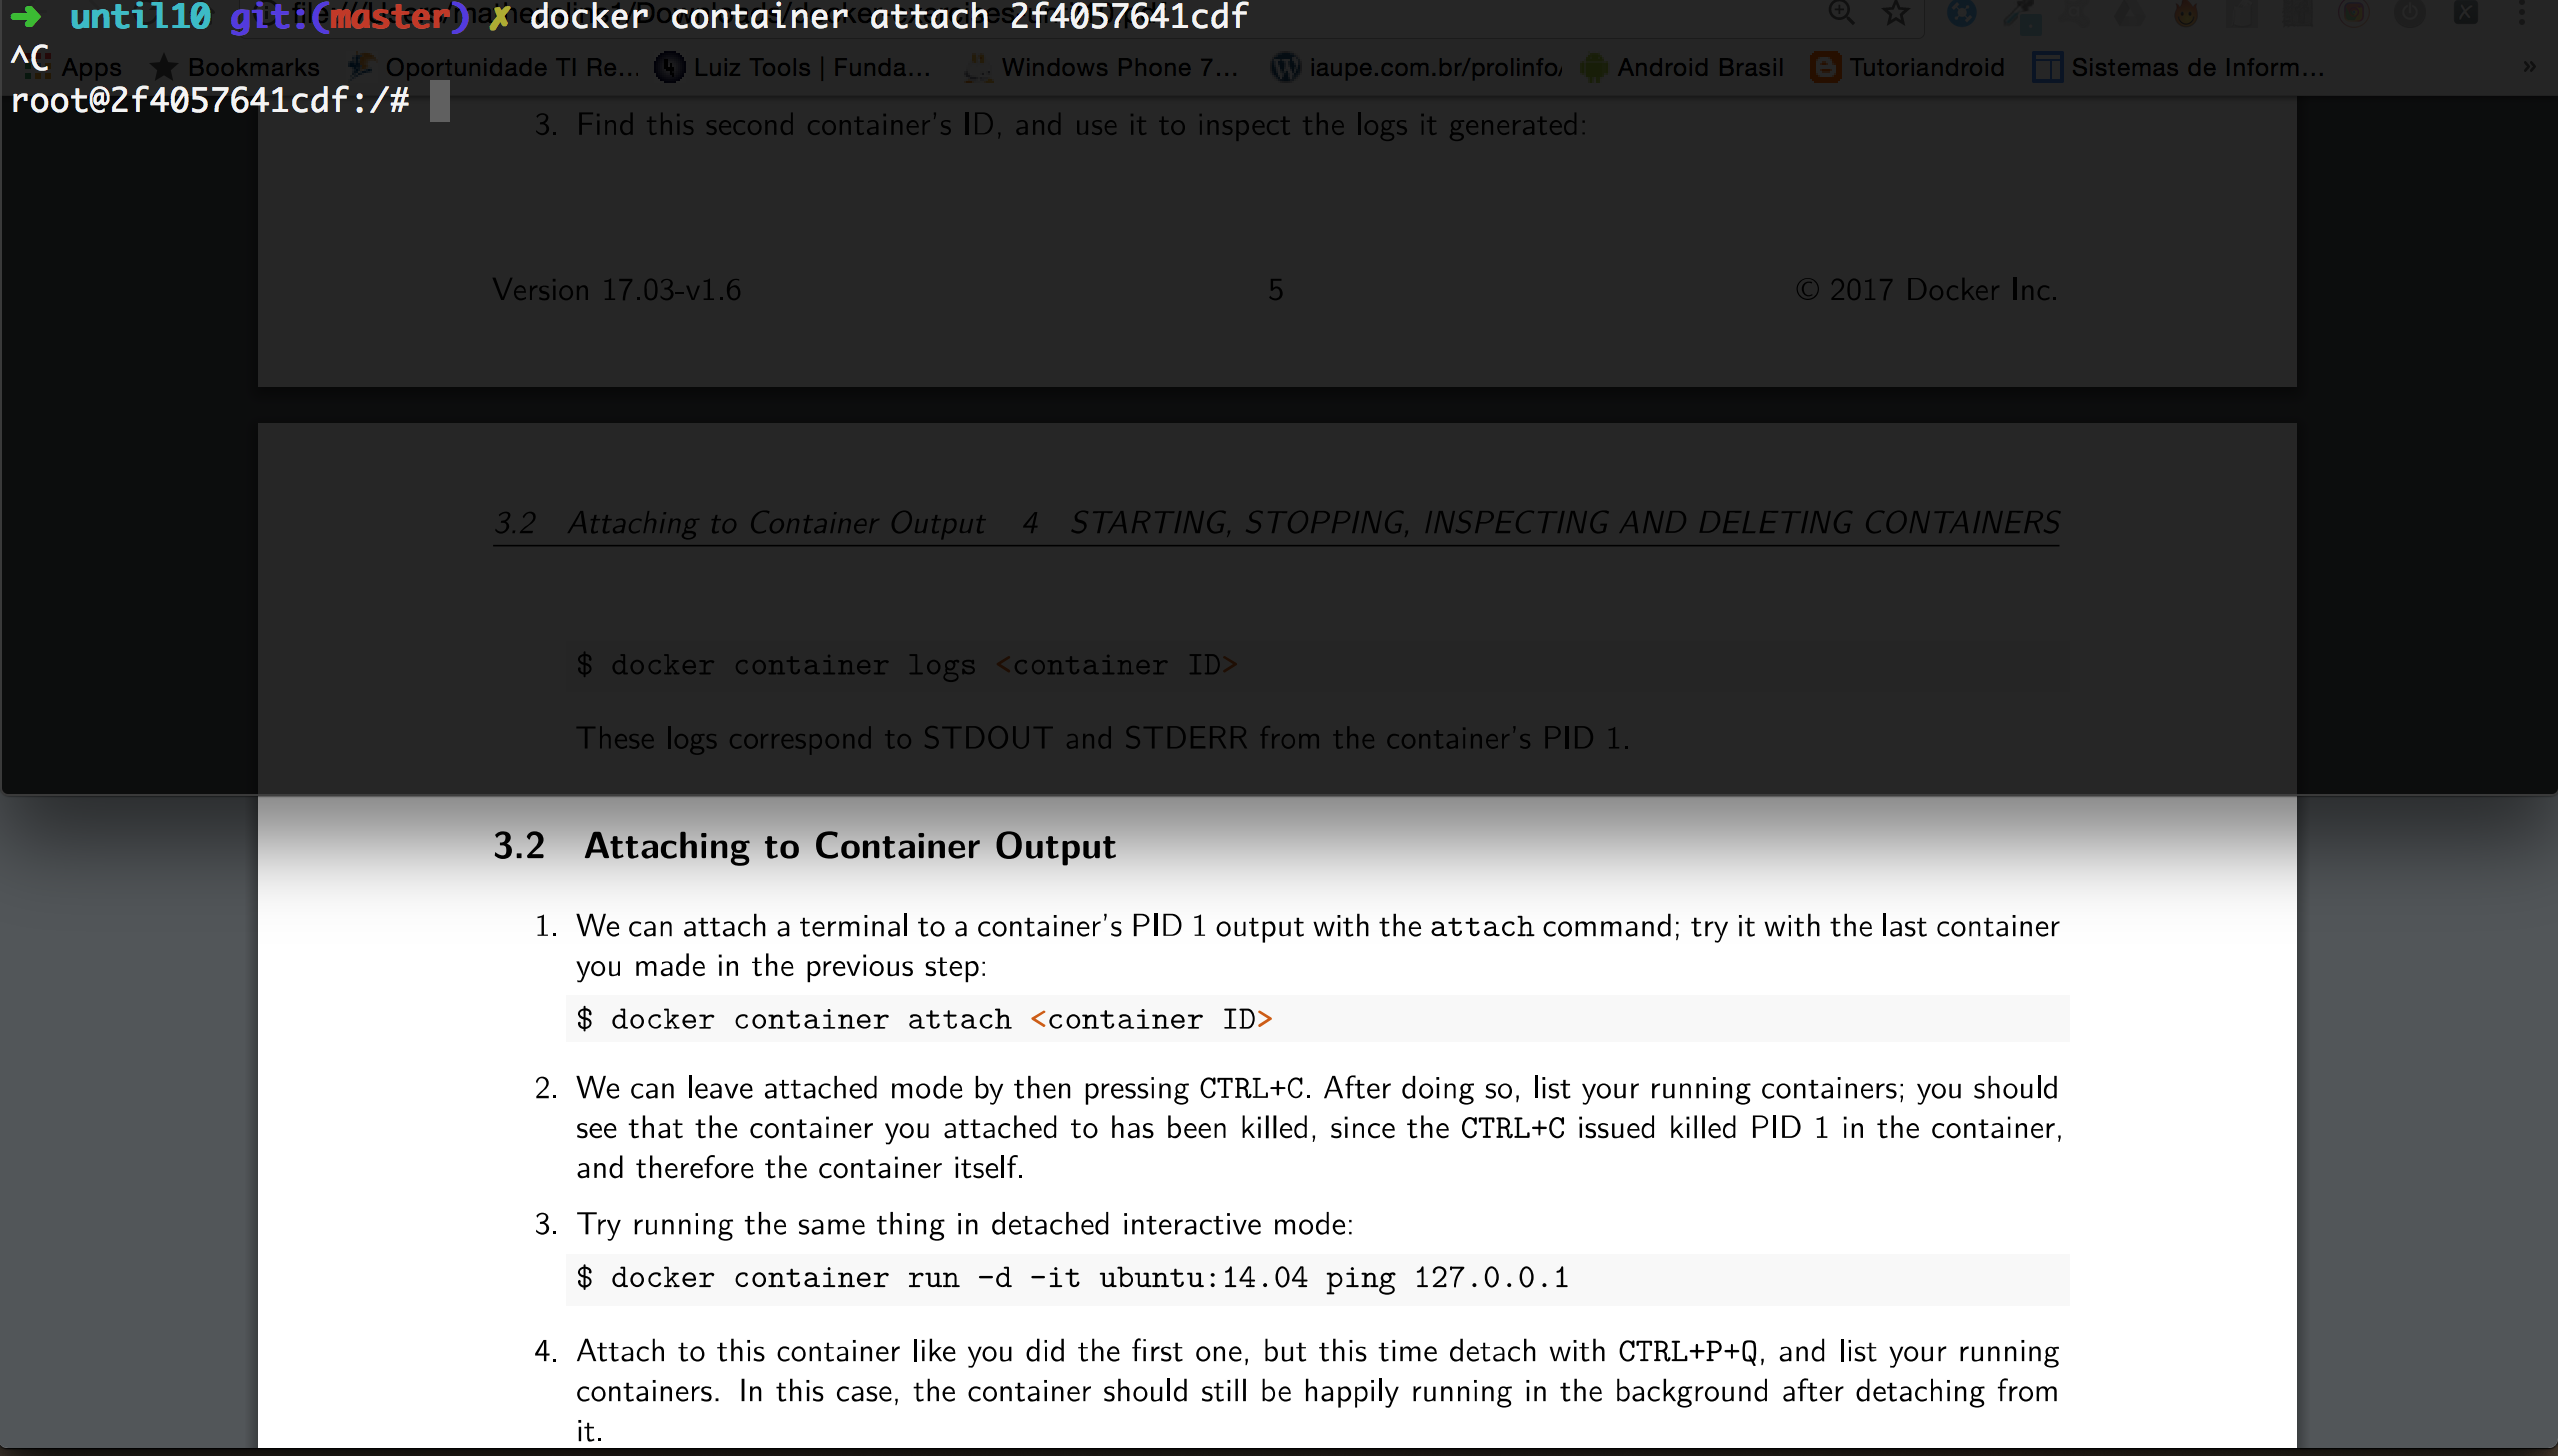 ➜ until10 git:(master) ✗ docker container attach 2f4057641cdf
^C
Apps Bookmarks Oportunidade TI Re... Luiz Tools | Funda... Windows Phone 7... iaupe.com.br/prolinfo/ Android Brasil Tutoriandroid Sistemas de Inform... »
root@2f4057641cdf:/#
3. Find this second container's ID, and use it to inspect the logs it generated:
Version 17.03-v1.6 5 © 2017 Docker Inc.
3.2 Attaching to Container Output 4 STARTING, STOPPING, INSPECTING AND DELETING CONTAINERS
$ docker container logs <container ID>
These logs correspond to STDOUT and STDERR from the container's PID 1.
3.2 Attaching to Container Output
1. We can attach a terminal to a container's PID 1 output with the attach command; try it with the last container
you made in the previous step:
$ docker container attach <container ID>
2. We can leave attached mode by then pressing CTRL+C. After doing so, list your running containers; you should
see that the container you attached to has been killed, since the CTRL+C issued killed PID 1 in the container,
and therefore the container itself.
3. Try running the same thing in detached interactive mode:
$ docker container run -d -it ubuntu:14.04 ping 127.0.0.1
4. Attach to this container like you did the first one, but this time detach with CTRL+P+Q, and list your running
containers. In this case, the container should still be happily running in the background after detaching from
it.